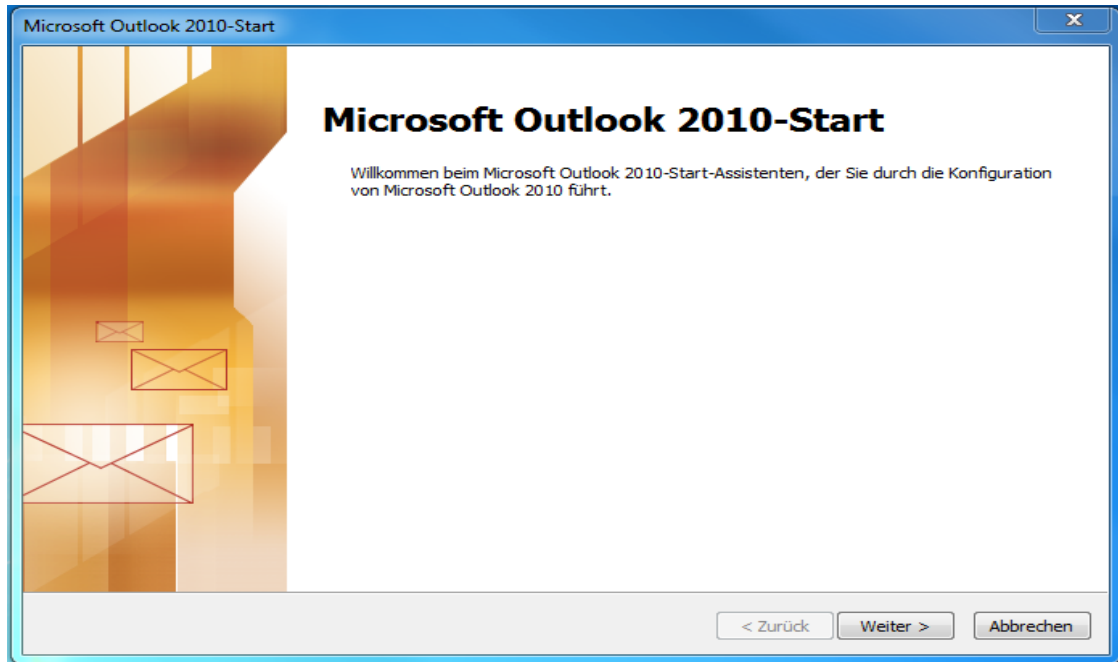 Microsoft Outlook 2010-Start
Microsoft Outlook 2010-Start
Willkommen beim Microsoft Outlook 2010-Start-Assistenten, der Sie durch die Konfiguration
von Microsoft Outlook 2010 führt.
< Zurück Weiter > Abbrechen